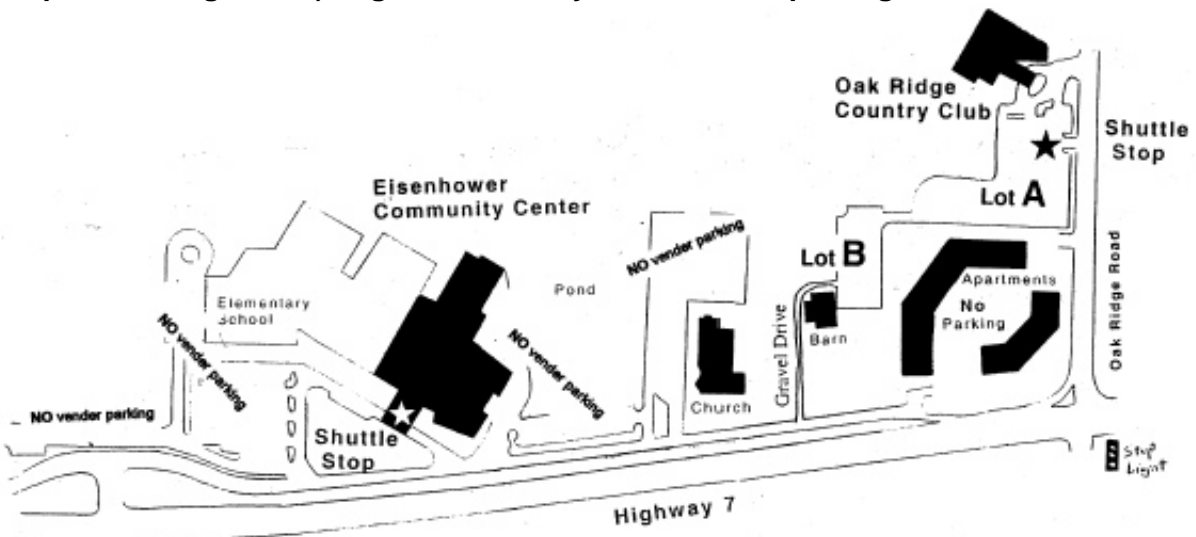 Oak Ridge
Country Club
Shuttle
Stop
Lot A
Eisenhower
Community Center
NO vender parking
Lot B
Pond
Elementary
School
Apartments
No
Parking
Oak Ridge Road
NO vender parking
NO vender parking
Gravel Drive
Barn
Church
NO vender parking
Shuttle
Stop
Stop
Light
Highway 7